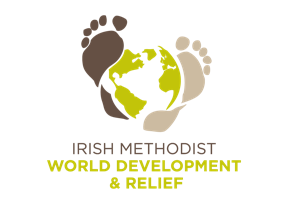 IRISH METHODIST
WORLD DEVELOPMENT
& RELIEF